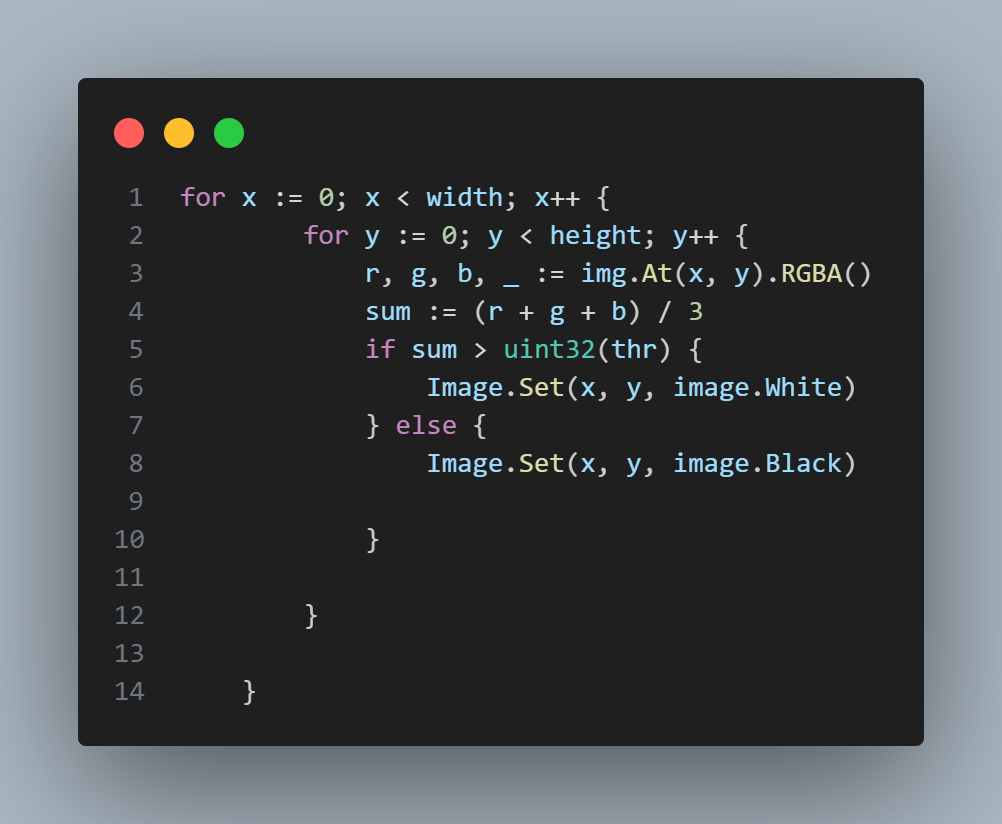 1 for x := 0; x < width; x++ {
2         for y := 0; y < height; y++ {
3             r, g, b, _ := img.At(x, y).RGBA()
4             sum := (r + g + b) / 3
5             if sum > uint32(thr) {
6                 Image.Set(x, y, image.White)
7             } else {
8                 Image.Set(x, y, image.Black)
9
10             }
11
12         }
13
14     }